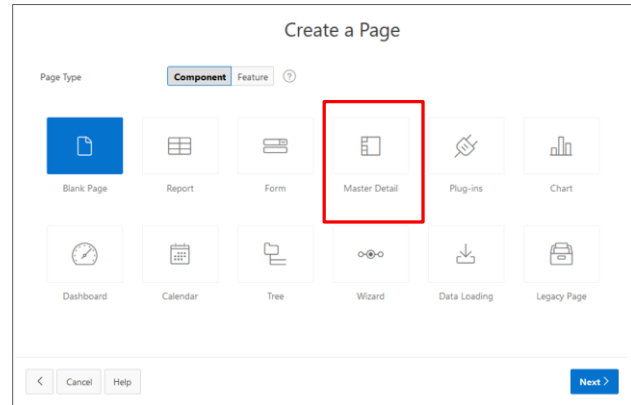 Create a Page
Page Type Component Feature ?
Blank Page Report Form Master Detail Plug-ins Chart
Dashboard Calendar Tree Wizard Data Loading Legacy Page
Cancel Help Next